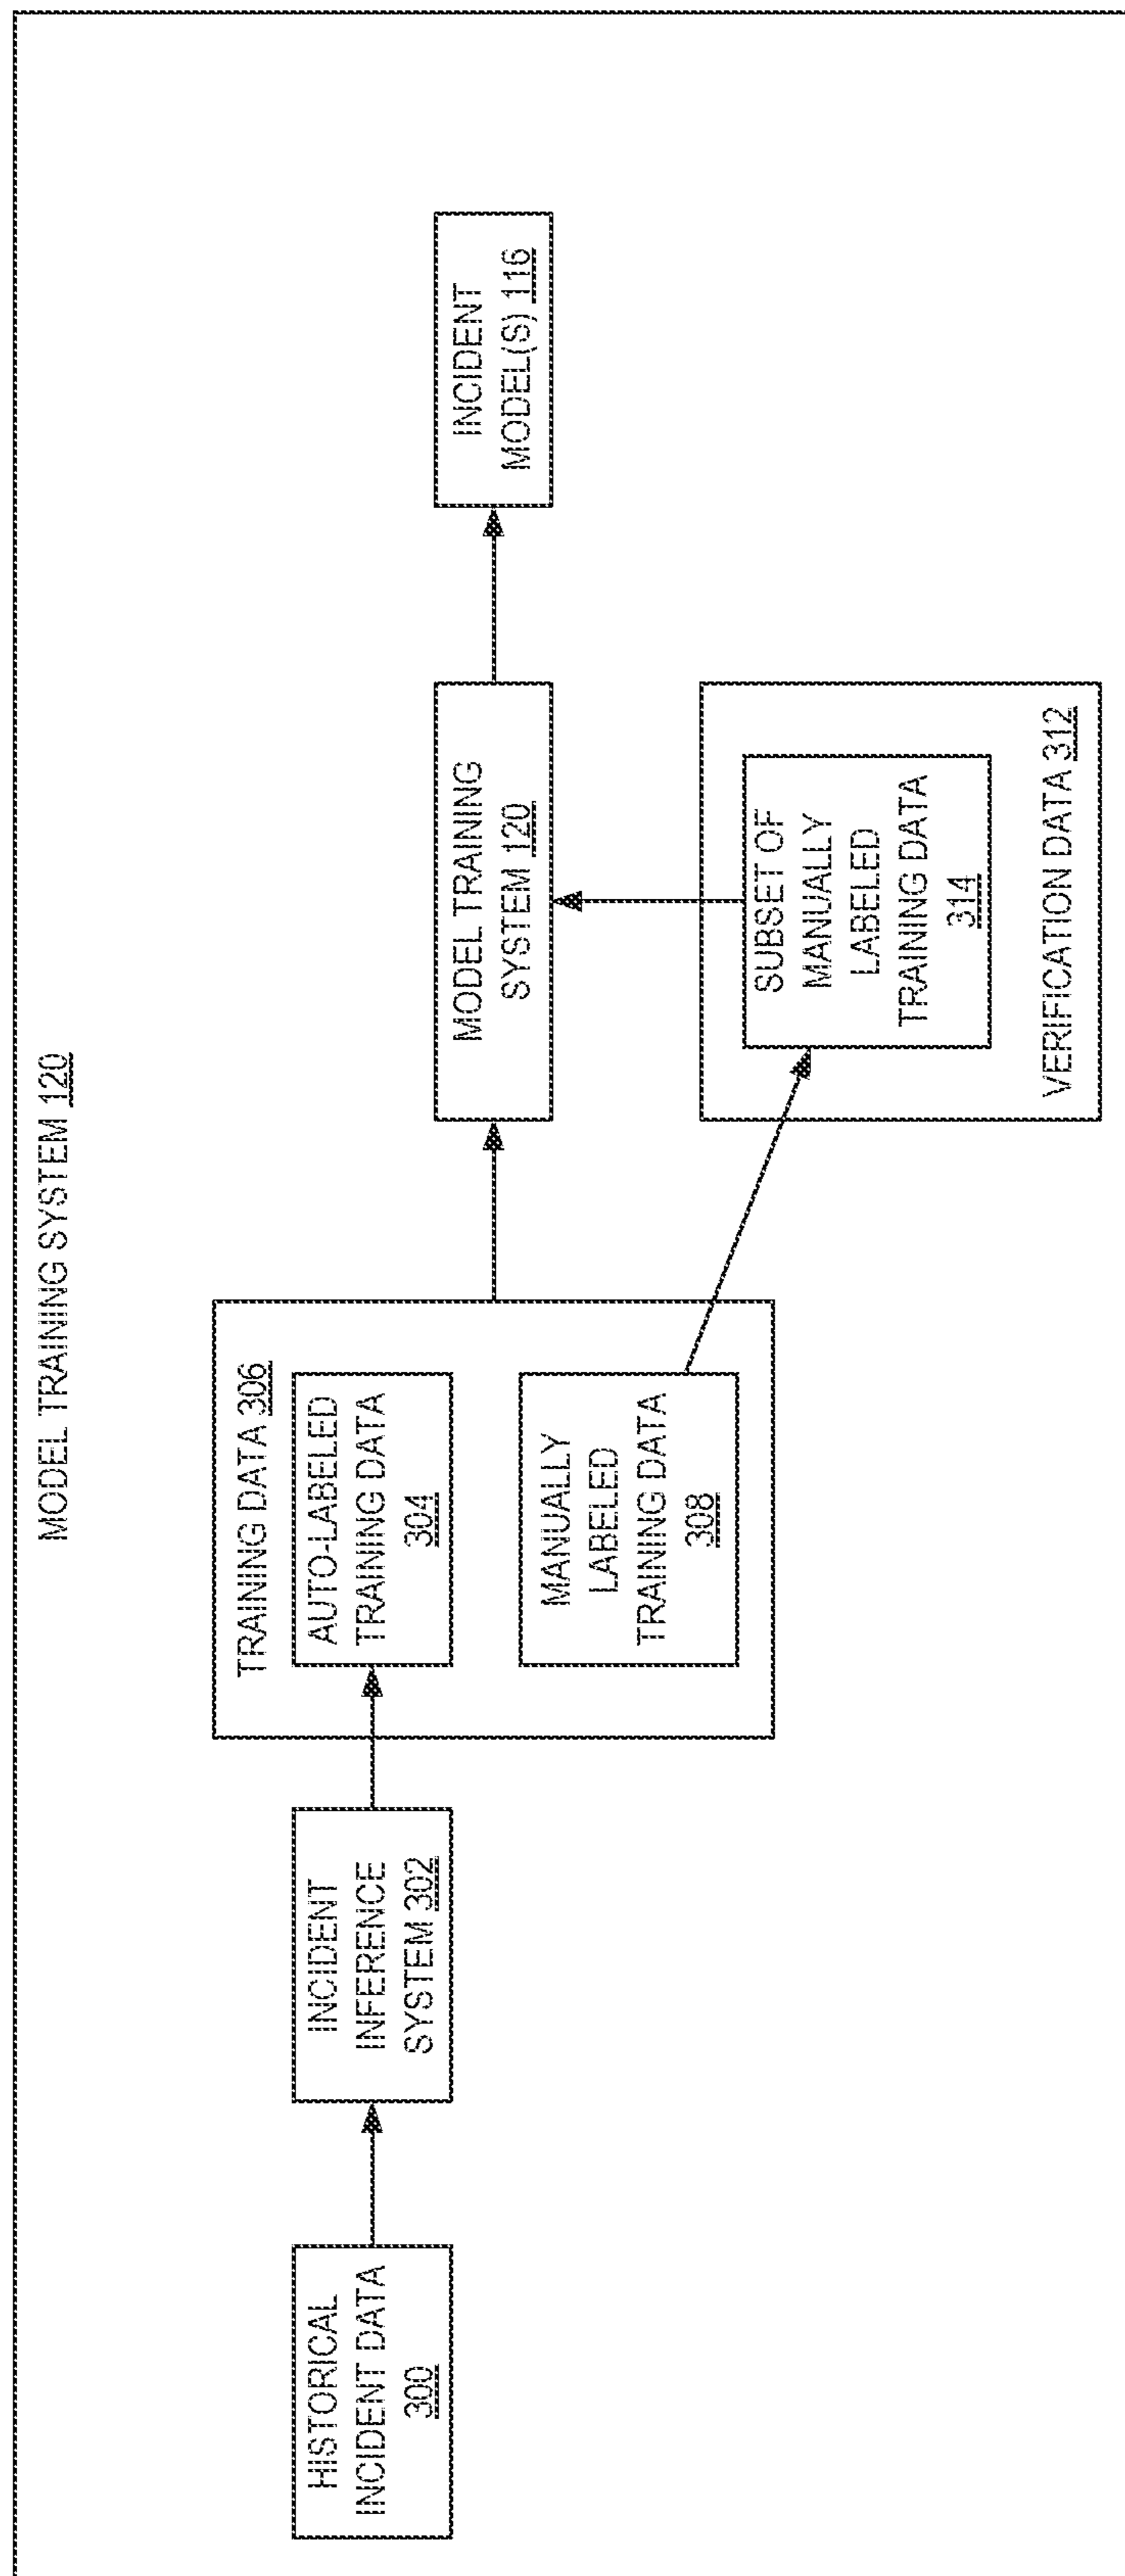 MODEL TRAINING SYSTEM 120
HISTORICAL
INCIDENT DATA
300
INCIDENT
INFERENCE
SYSTEM 302
TRAINING DATA 306
AUTO-LABELED
TRAINING DATA
304
MANUALLY
LABELED
TRAINING DATA
308
MODEL TRAINING
SYSTEM 120
INCIDENT
MODEL(S) 116
SUBSET OF
MANUALLY
LABELED
TRAINING DATA
314
VERIFICATION DATA 312